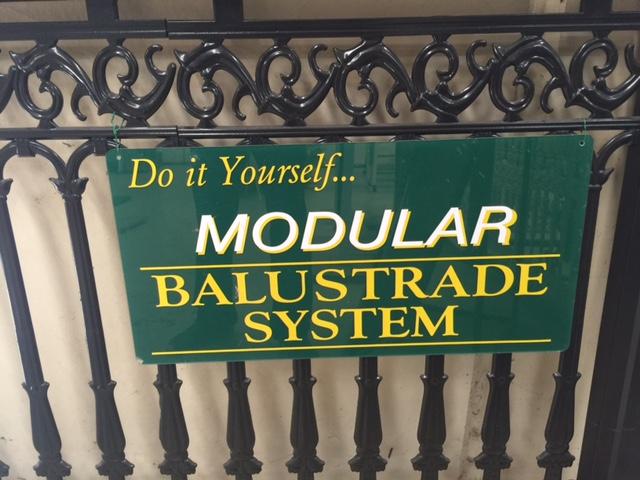 Do it Yourself...
MODULAR
BALUSTRADE
SYSTEM